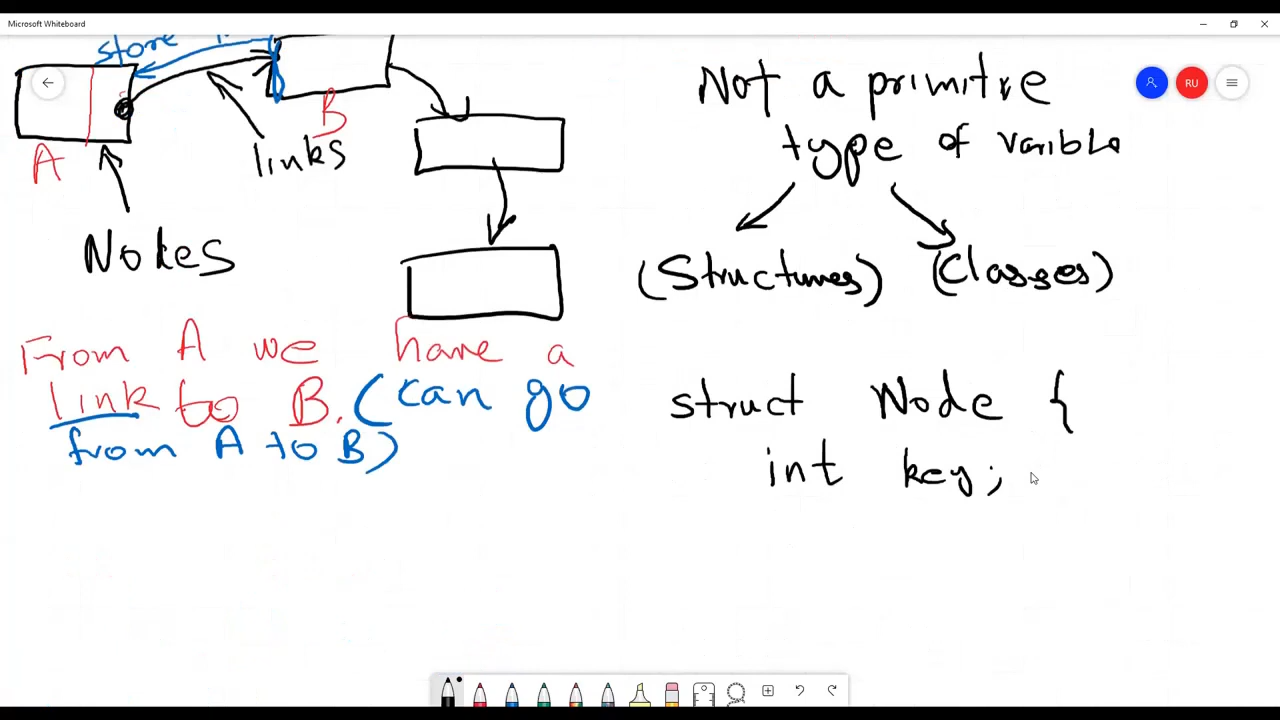 Microsoft Whiteboard
store
RU
A
B
links
Nodes
From A we have a
link to B. (can go
from A to B)
Not a primitve
type of varible
(Structures) (Classes)
struct Node {
int key;